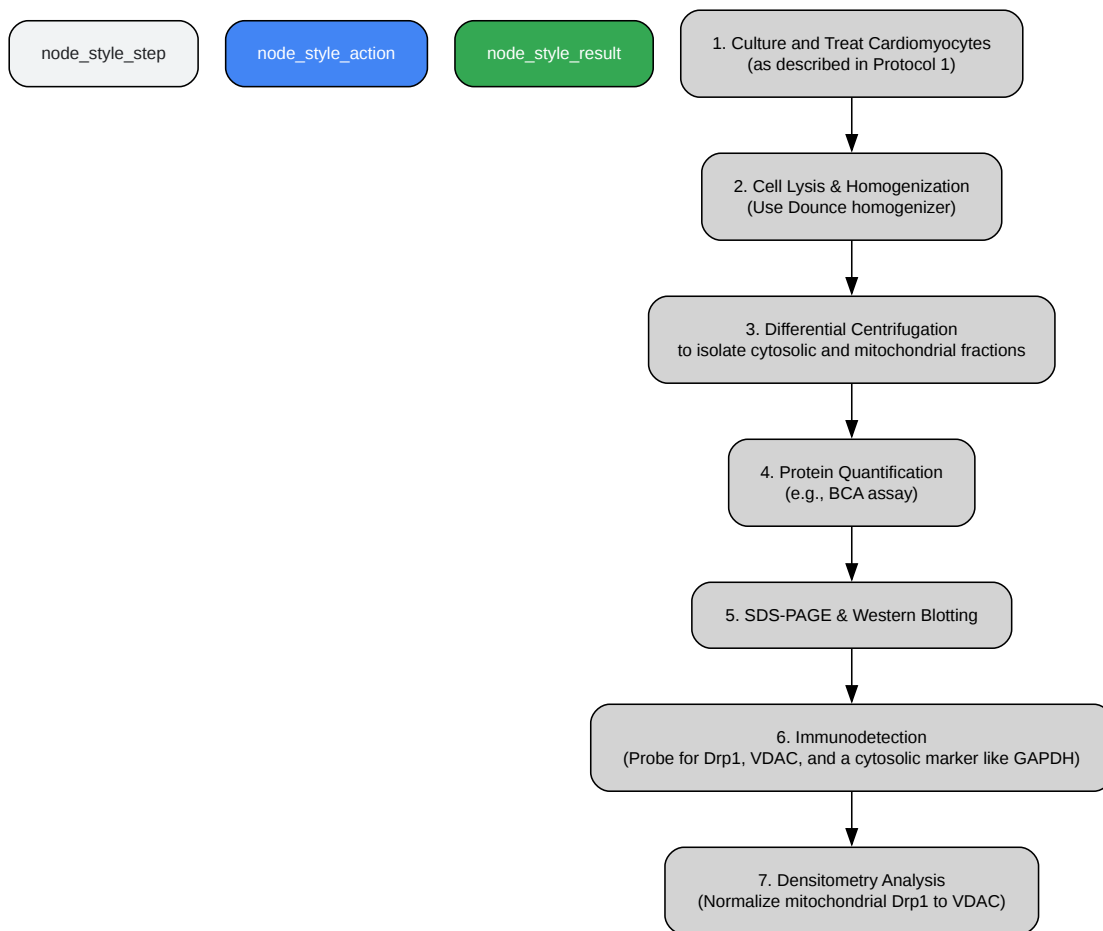 node_style_step
node_style_action
node_style_result
1. Culture and Treat Cardiomyocytes
(as described in Protocol 1)
2. Cell Lysis & Homogenization
(Use Dounce homogenizer)
3. Differential Centrifugation
to isolate cytosolic and mitochondrial fractions
4. Protein Quantification
(e.g., BCA assay)
5. SDS-PAGE & Western Blotting
6. Immunodetection
(Probe for Drp1, VDAC, and a cytosolic marker like GAPDH)
7. Densitometry Analysis
(Normalize mitochondrial Drp1 to VDAC)